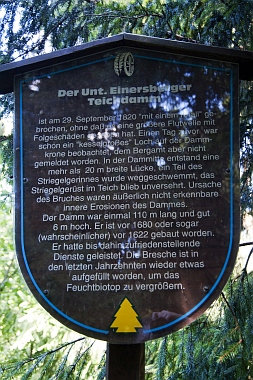 Der Unt. Einersberger
Teichdamm
ist am 29. September 1820 "mit einem
brochen, ohne daß eine größere Flutwelle mit
Folgeschäden hat. Einen Tag zuvor war
schon ein "kesselgroßes" Loch auf der Damm-
krone beobachtet, dem Bergamt aber nicht
gemeldet worden. In der Dammitte entstand eine
mehr als 20 m breite Lücke, ein Teil des
Striegelgerinnes wurde weggeschwemmt, das
Striegelgerüst im Teich blieb unversehrt. Ursache
des Bruches waren äußerlich nicht erkennbare
innere Erosionen des Dammes.
Der Damm war einmal 110 m lang und gut
6 m hoch. Er ist vor 1680 oder sogar
(wahrscheinlicher) vor 1622 gebaut worden.
Er hatte bis dahin zufriedenstellende
Dienste geleistet. Die Bresche ist in
den letzten Jahrzehnten wieder etwas
aufgefüllt worden, um das
Feuchtbiotop zu vergrößern.